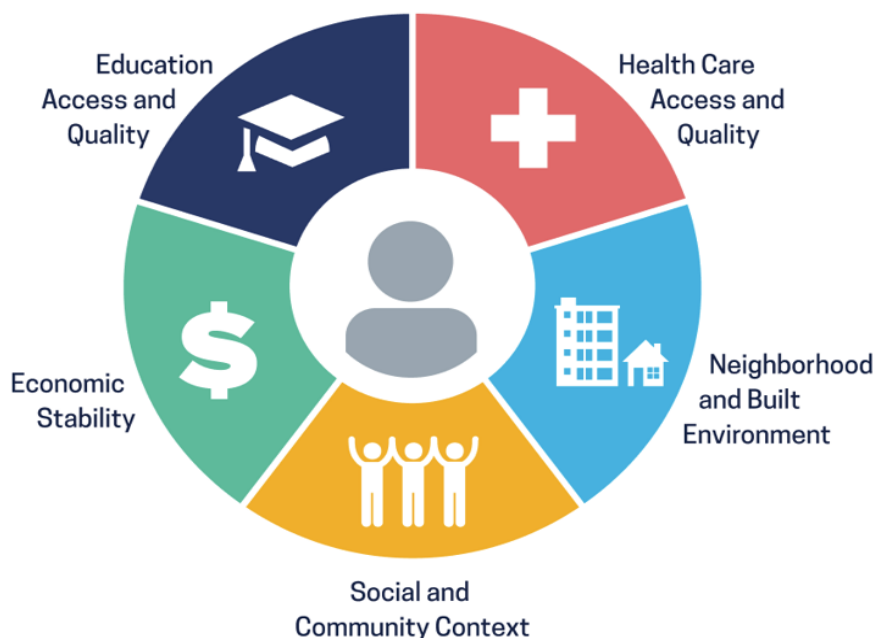 Education
Access and
Quality
Health Care
Access and
Quality
$
Economic
Stability
Neighborhood
and Built
Environment
Social and
Community Context